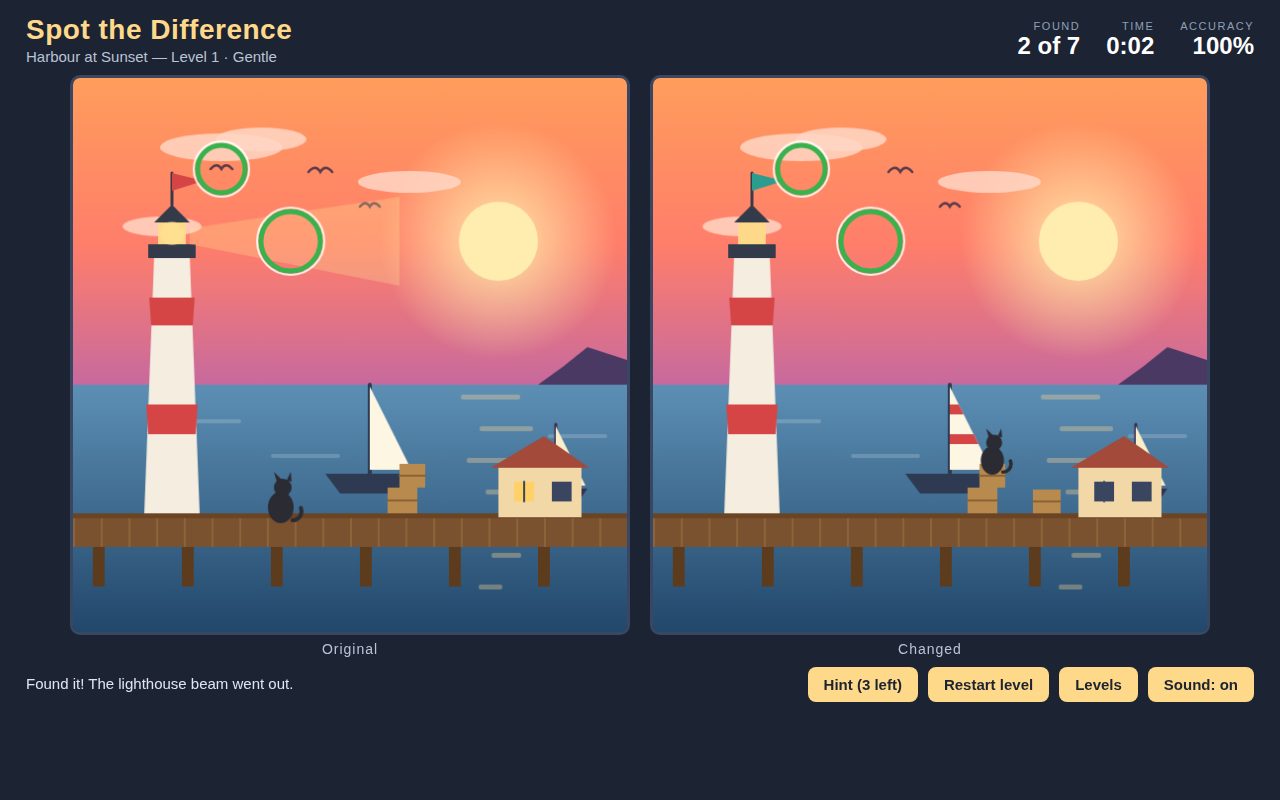 Spot the Difference
Harbour at Sunset — Level 1 · Gentle
FOUND
2 of 7
TIME
0:02
ACCURACY
100%
Original
Changed
Found it! The lighthouse beam went out.
Hint (3 left)
Restart level
Levels
Sound: on